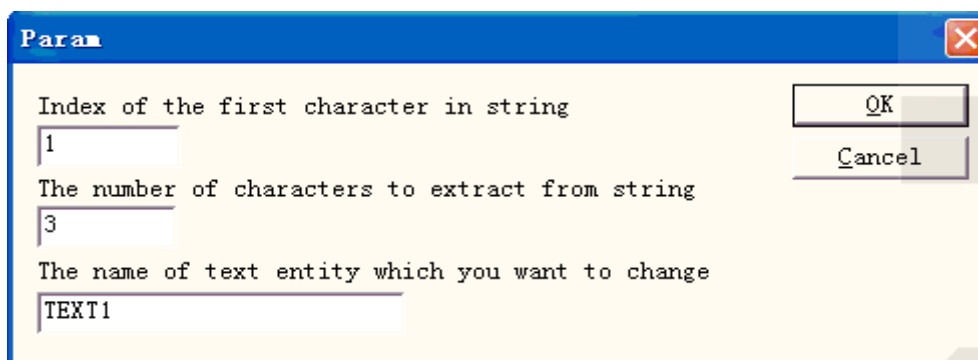 Param
Index of the first character in string
OK
1
Cancel
The number of characters to extract from string
3
The name of text entity which you want to change
TEXT1